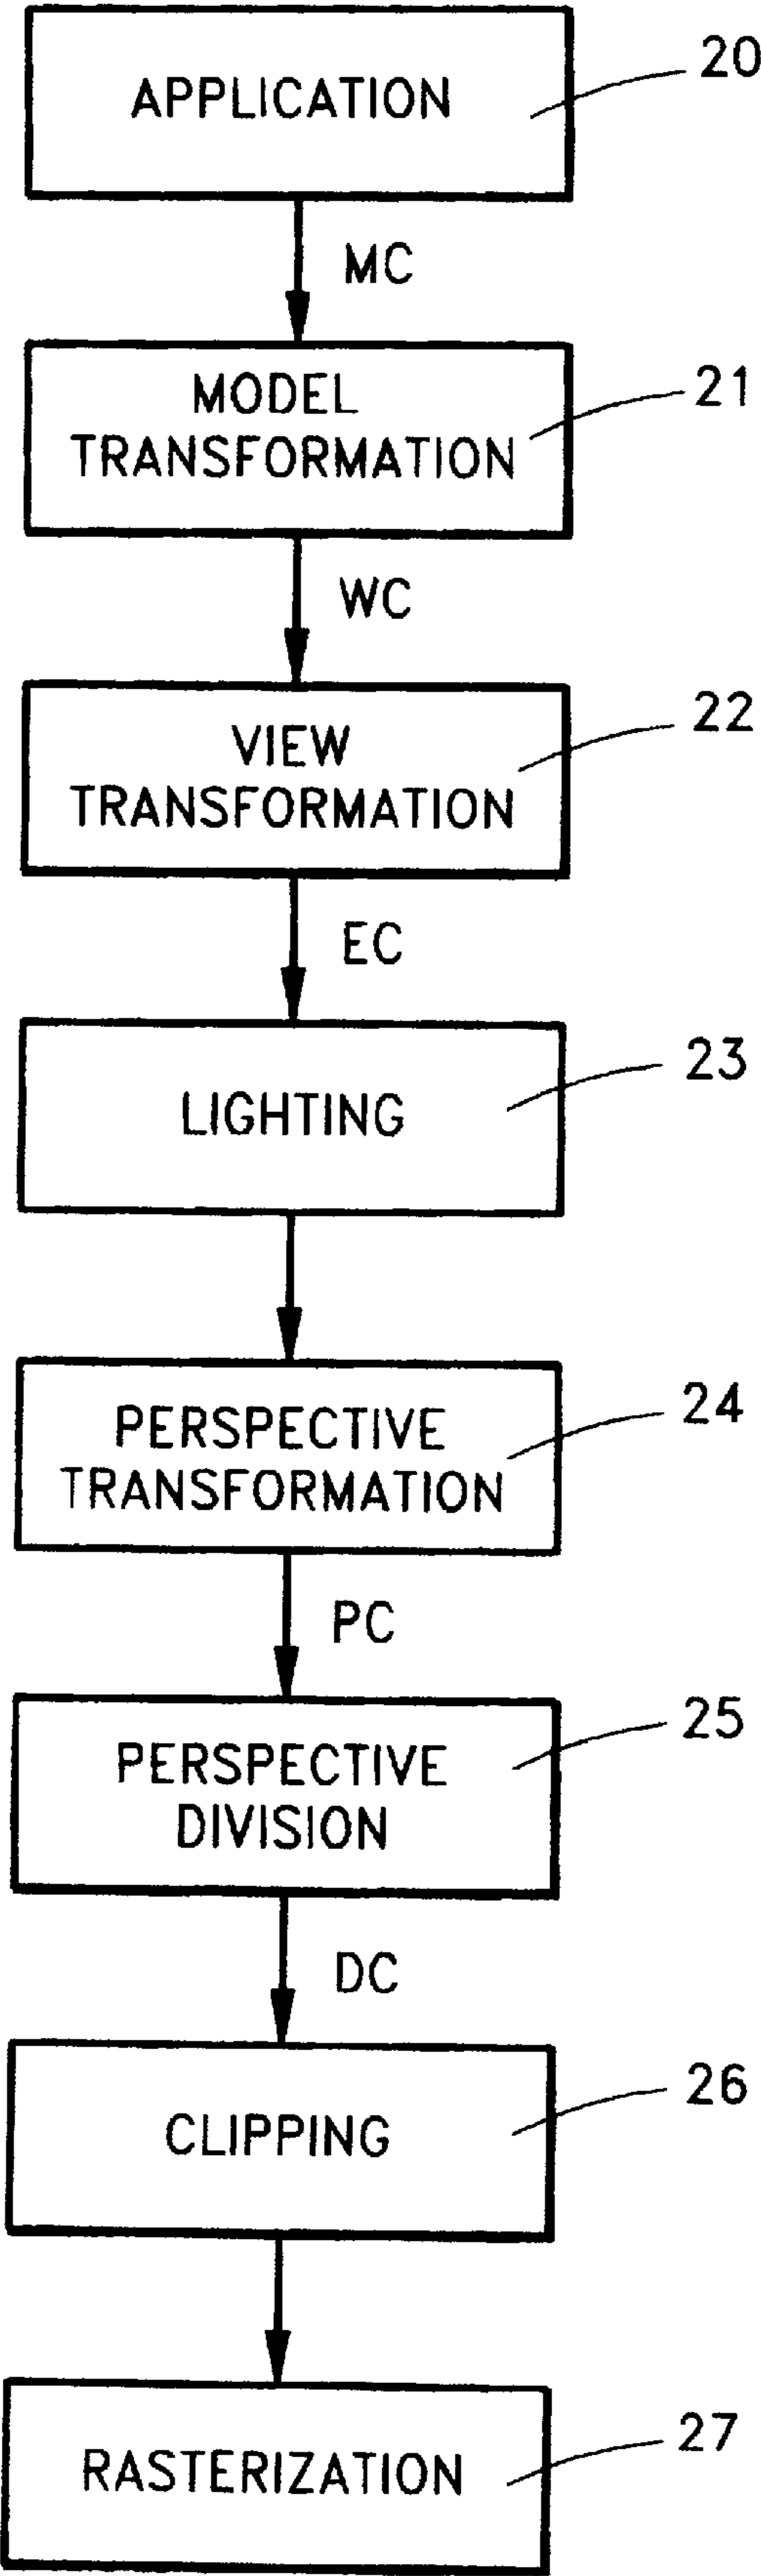 APPLICATION
20
MC
MODEL
TRANSFORMATION
21
WC
VIEW
TRANSFORMATION
22
EC
LIGHTING
23
PERSPECTIVE
TRANSFORMATION
24
PC
PERSPECTIVE
DIVISION
25
DC
CLIPPING
26
RASTERIZATION
27